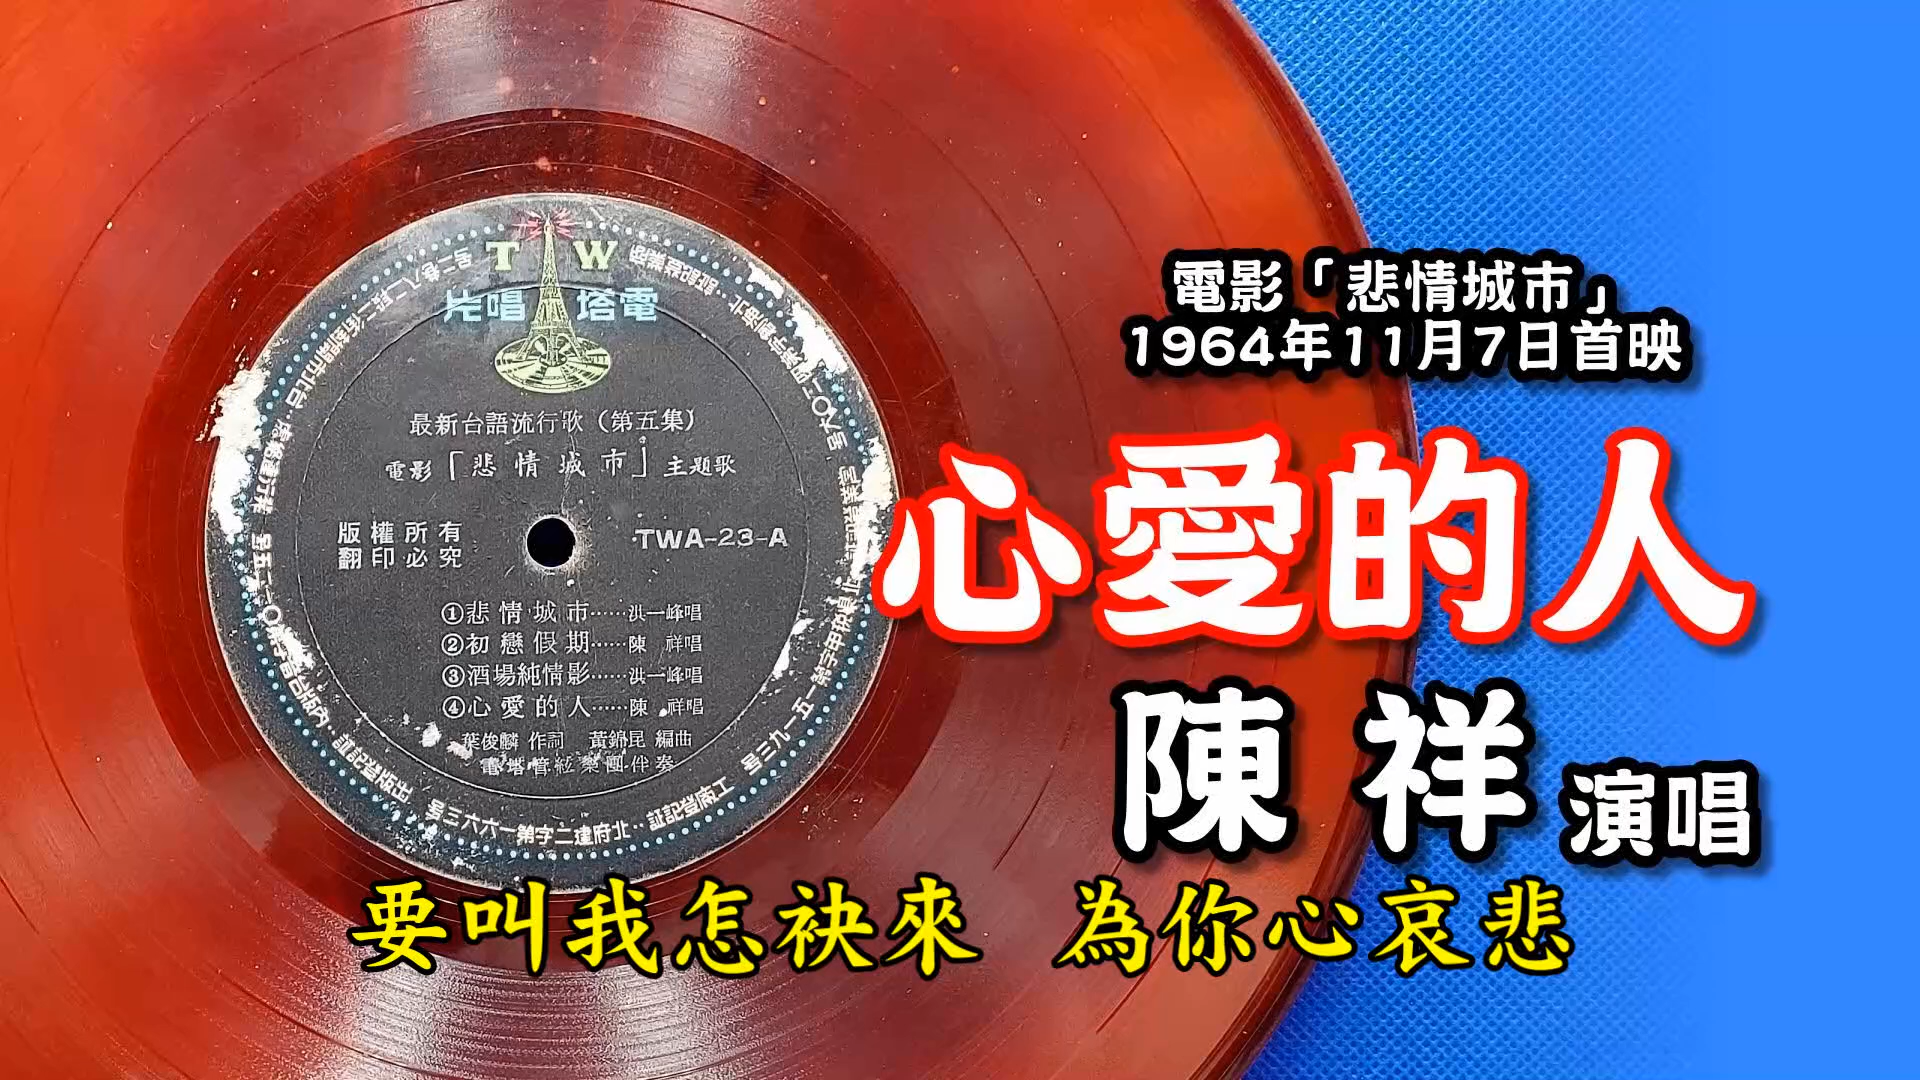 T W
片唱 塔電
最新台語流行歌（第五集）
電影「悲情城市」主題歌
版權所有
翻印必究
TWA-23-A
①悲情城市……洪一峰唱
②初戀假期……陳 祥唱
③酒場純情影……洪一峰唱
④心愛的人……陳 祥唱
葉俊麟 作詞 黃錦昆 編曲
電塔管絃樂團伴奏
電影「悲情城市」
1964年11月7日首映
心愛的人
陳 祥 演唱
要叫我怎袂來 為你心哀悲